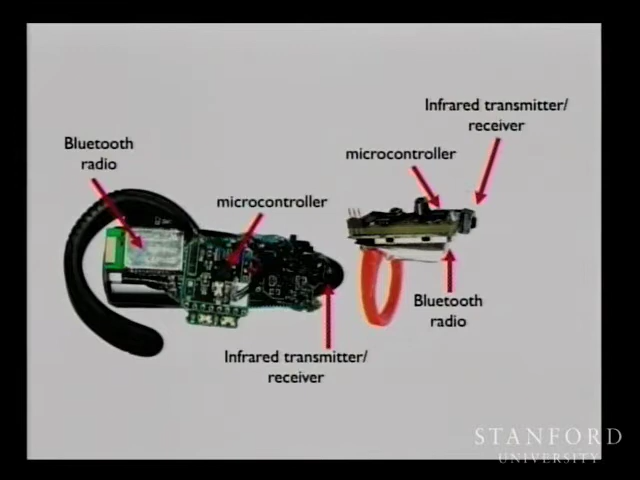 Infrared transmitter/
receiver
Bluetooth
radio
microcontroller
microcontroller
Bluetooth
radio
Infrared transmitter/
receiver
STANFORD
UNIVERSITY